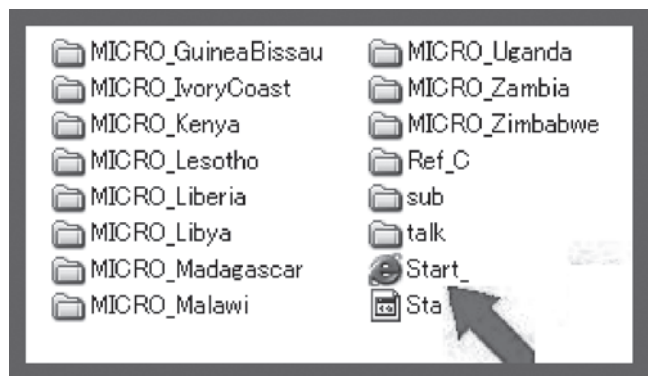 MICRO_GuineaBissau
MICRO_IvoryCoast
MICRO_Kenya
MICRO_Lesotho
MICRO_Liberia
MICRO_Libya
MICRO_Madagascar
MICRO_Malawi
MICRO_Uganda
MICRO_Zambia
MICRO_Zimbabwe
Ref_C
sub
talk
Start_
Sta